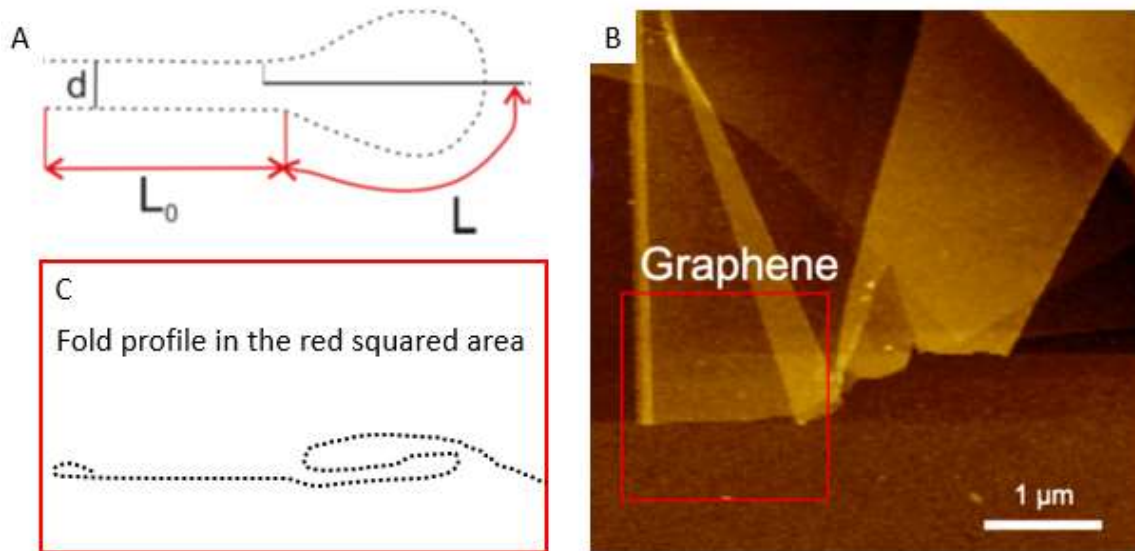 A
d
L₀
L
B
Graphene
1 µm
C
Fold profile in the red squared area